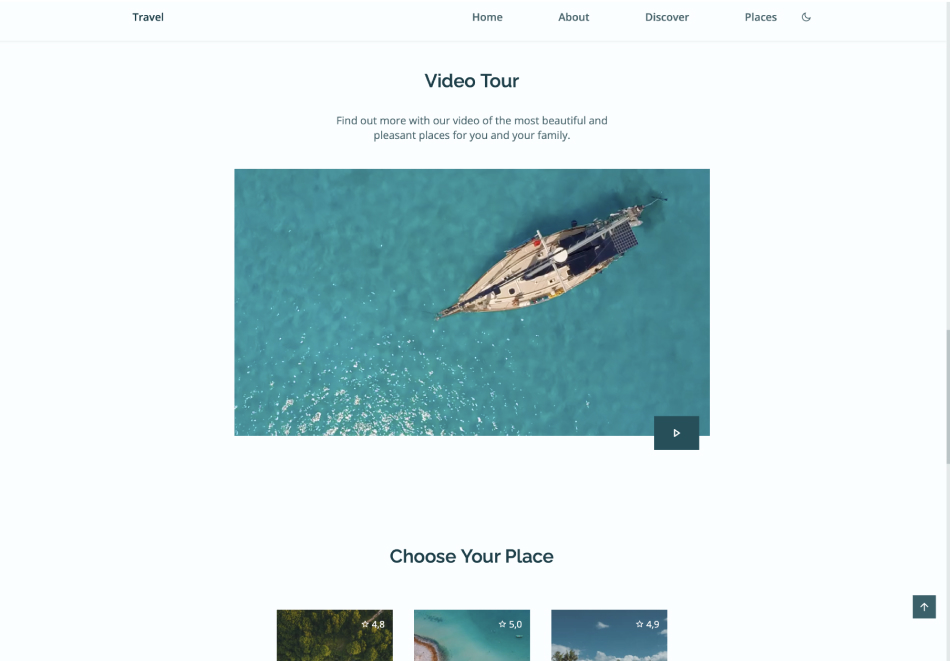 Travel Home About Discover Places
Video Tour
Find out more with our video of the most beautiful and
pleasant places for you and your family.
Choose Your Place
4,8 5,0 4,9